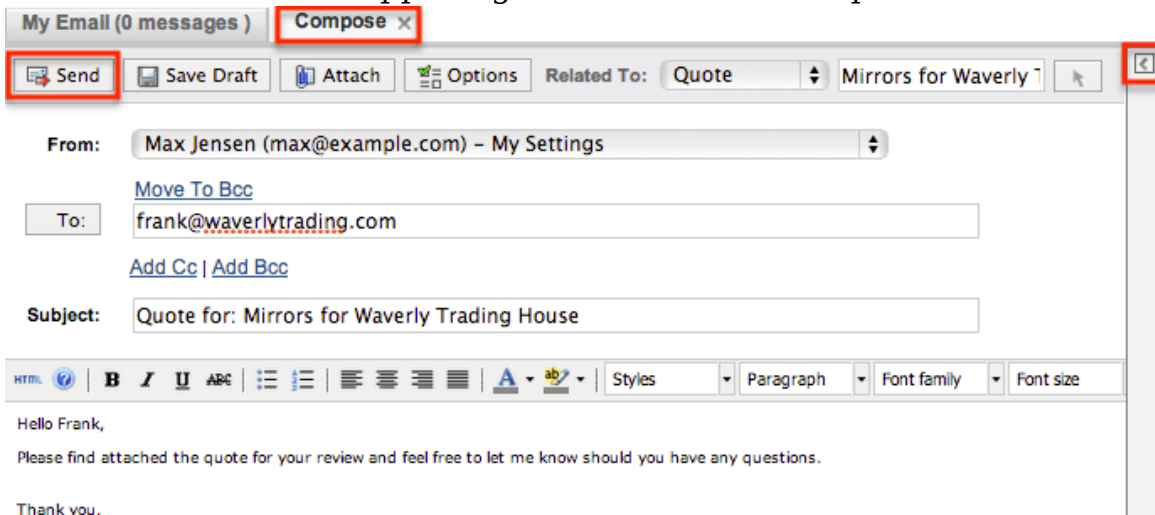 My Email (0 messages ) Compose ×
Send Save Draft Attach Options Related To: Quote Mirrors for Waverly
From: Max Jensen (max@example.com) – My Settings
Move To Bcc
To: frank@waverlytrading.com
Add Cc | Add Bcc
Subject: Quote for: Mirrors for Waverly Trading House
HTML B I U ABC A ab Styles Paragraph Font family Font size
Hello Frank,
Please find attached the quote for your review and feel free to let me know should you have any questions.
Thank you,